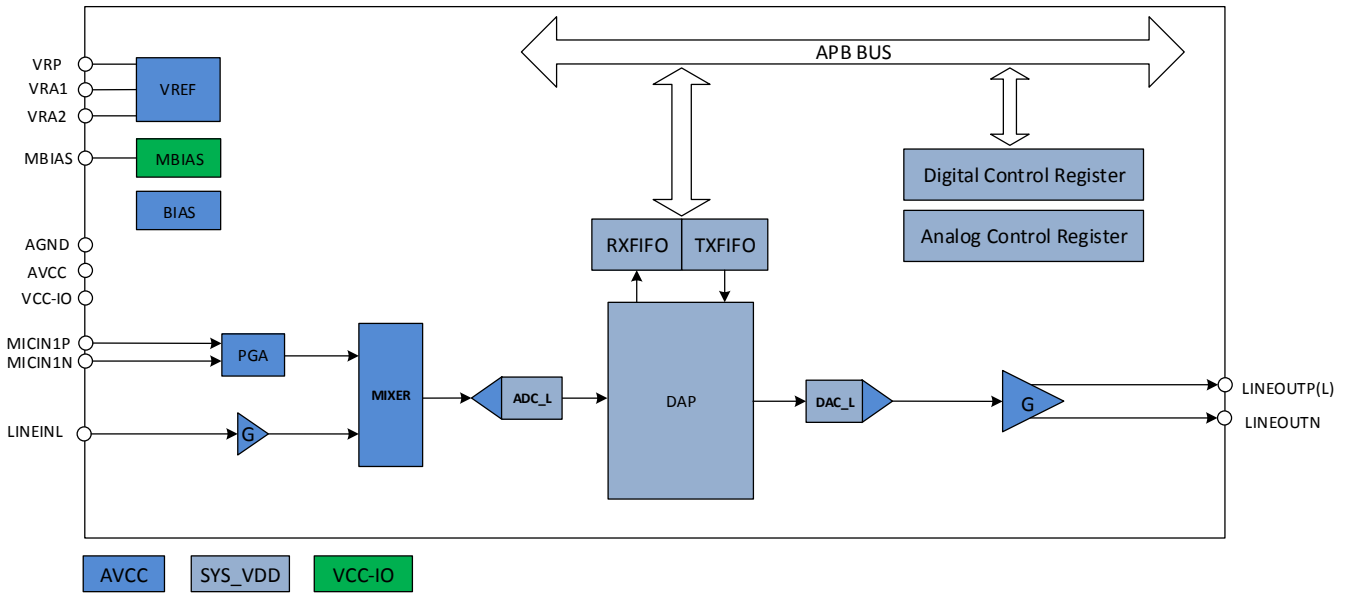 APB BUS
VRP
VRA1
VRA2
VREF
MBIAS
MBIAS
BIAS
Digital Control Register
Analog Control Register
AGND
AVCC
VCC-IO
RXFIFO
TXFIFO
MICIN1P
MICIN1N
PGA
MIXER
ADC_L
DAP
DAC_L
G
LINEOUTP(L)
LINEOUTN
LINEINL
G
AVCC
SYS_VDD
VCC-IO